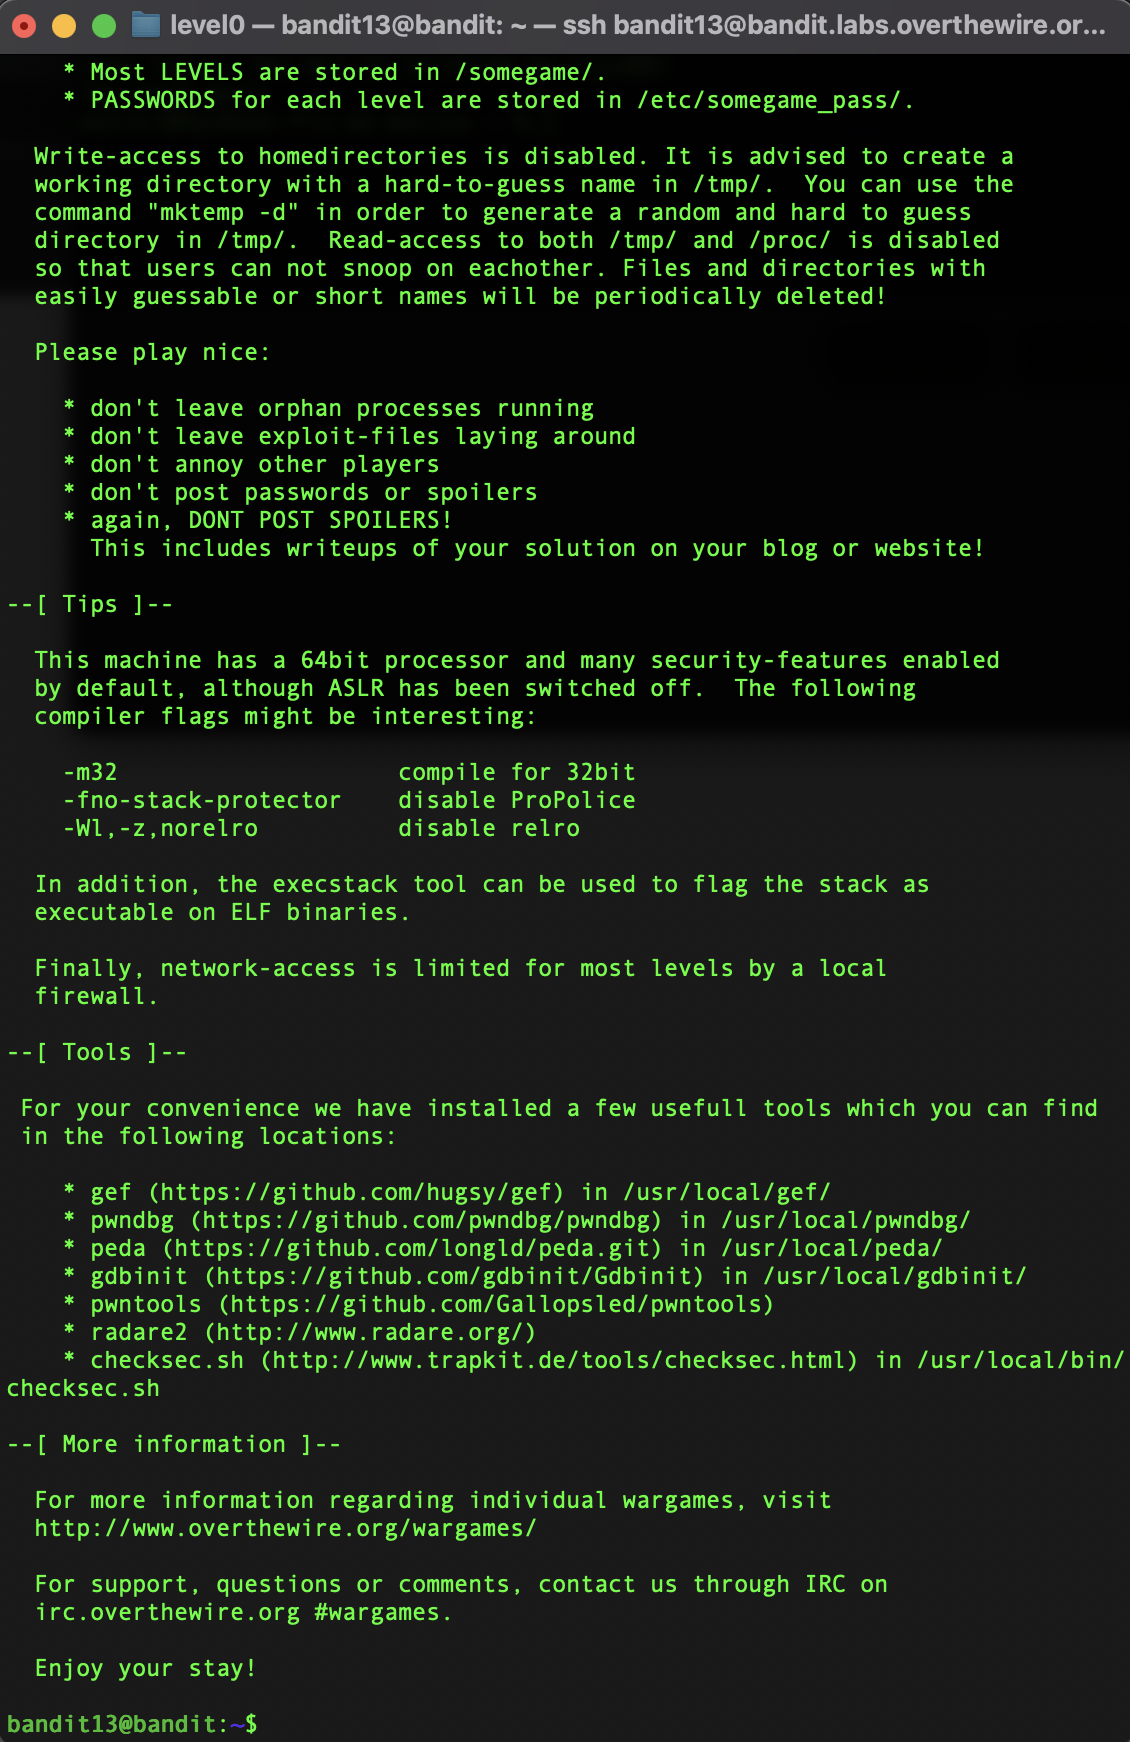 level0 — bandit13@bandit: ~ — ssh bandit13@bandit.labs.overthewire.or...
* Most LEVELS are stored in /somegame/.
* PASSWORDS for each level are stored in /etc/somegame_pass/.
Write-access to homedirectories is disabled. It is advised to create a
working directory with a hard-to-guess name in /tmp/.  You can use the
command "mktemp -d" in order to generate a random and hard to guess
directory in /tmp/.  Read-access to both /tmp/ and /proc/ is disabled
so that users can not snoop on eachother. Files and directories with
easily guessable or short names will be periodically deleted!
Please play nice:
* don't leave orphan processes running
* don't leave exploit-files laying around
* don't annoy other players
* don't post passwords or spoilers
* again, DONT POST SPOILERS!
This includes writeups of your solution on your blog or website!
--[ Tips ]--
This machine has a 64bit processor and many security-features enabled
by default, although ASLR has been switched off.  The following
compiler flags might be interesting:
-m32                    compile for 32bit
-fno-stack-protector    disable ProPolice
-Wl,-z,norelro          disable relro
In addition, the execstack tool can be used to flag the stack as
executable on ELF binaries.
Finally, network-access is limited for most levels by a local
firewall.
--[ Tools ]--
For your convenience we have installed a few usefull tools which you can find
in the following locations:
* gef (https://github.com/hugsy/gef) in /usr/local/gef/
* pwndbg (https://github.com/pwndbg/pwndbg) in /usr/local/pwndbg/
* peda (https://github.com/longld/peda.git) in /usr/local/peda/
* gdbinit (https://github.com/gdbinit/Gdbinit) in /usr/local/gdbinit/
* pwntools (https://github.com/Gallopsled/pwntools)
* radare2 (http://www.radare.org/)
* checksec.sh (http://www.trapkit.de/tools/checksec.html) in /usr/local/bin/
checksec.sh
--[ More information ]--
For more information regarding individual wargames, visit
http://www.overthewire.org/wargames/
For support, questions or comments, contact us through IRC on
irc.overthewire.org #wargames.
Enjoy your stay!
bandit13@bandit:~$